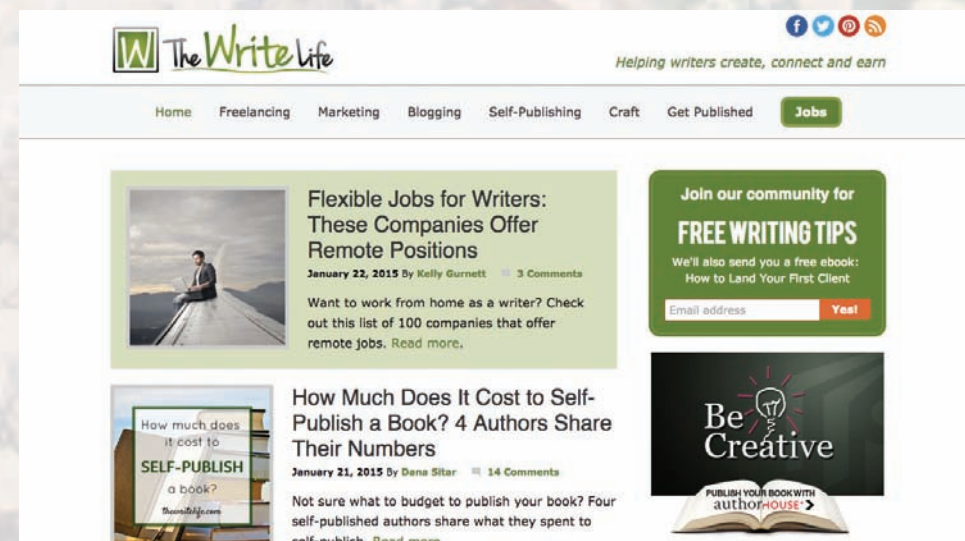 W The Write Life
Helping writers create, connect and earn
Home Freelancing Marketing Blogging Self-Publishing Craft Get Published Jobs
Flexible Jobs for Writers:
These Companies Offer
Remote Positions
January 22, 2015 By Kelly Gurnett 3 Comments
Want to work from home as a writer? Check
out this list of 100 companies that offer
remote jobs. Read more.
Join our community for
FREE WRITING TIPS
We'll also send you a free ebook:
How to Land Your First Client
Email address Yes!
How much does
it cost to
SELF-PUBLISH
a book?
thewritelife.com
How Much Does It Cost to Self-
Publish a Book? 4 Authors Share
Their Numbers
January 21, 2015 By Dana Sitar 14 Comments
Not sure what to budget to publish your book? Four
self-published authors share what they spent to
self-publish. Read more.
Be
Creative
PUBLISH YOUR BOOK WITH
authorHOUSE